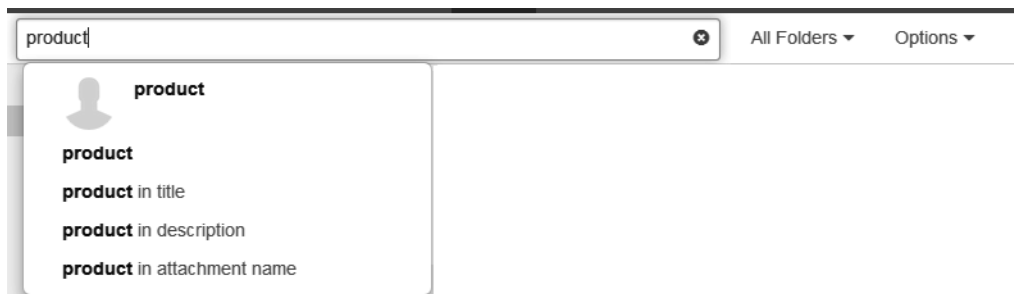 product All Folders Options
product
product
product in title
product in description
product in attachment name